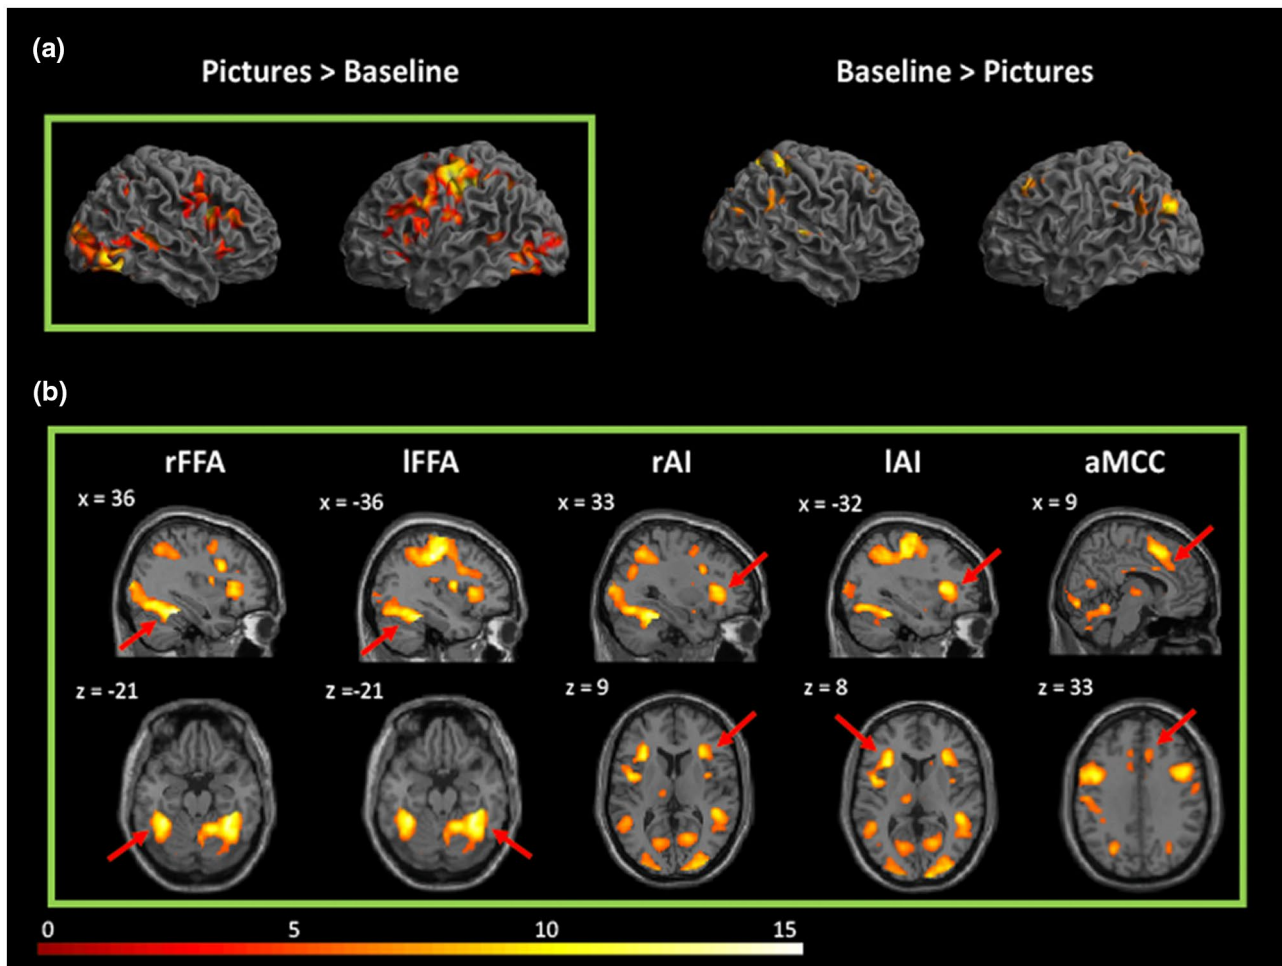 (a)
Pictures > Baseline
Baseline > Pictures
(b)
rFFA
lFFA
rAI
lAI
aMCC
x = 36
x = -36
x = 33
x = -32
x = 9
z = -21
z =-21
z = 9
z = 8
z = 33
0
5
10
15